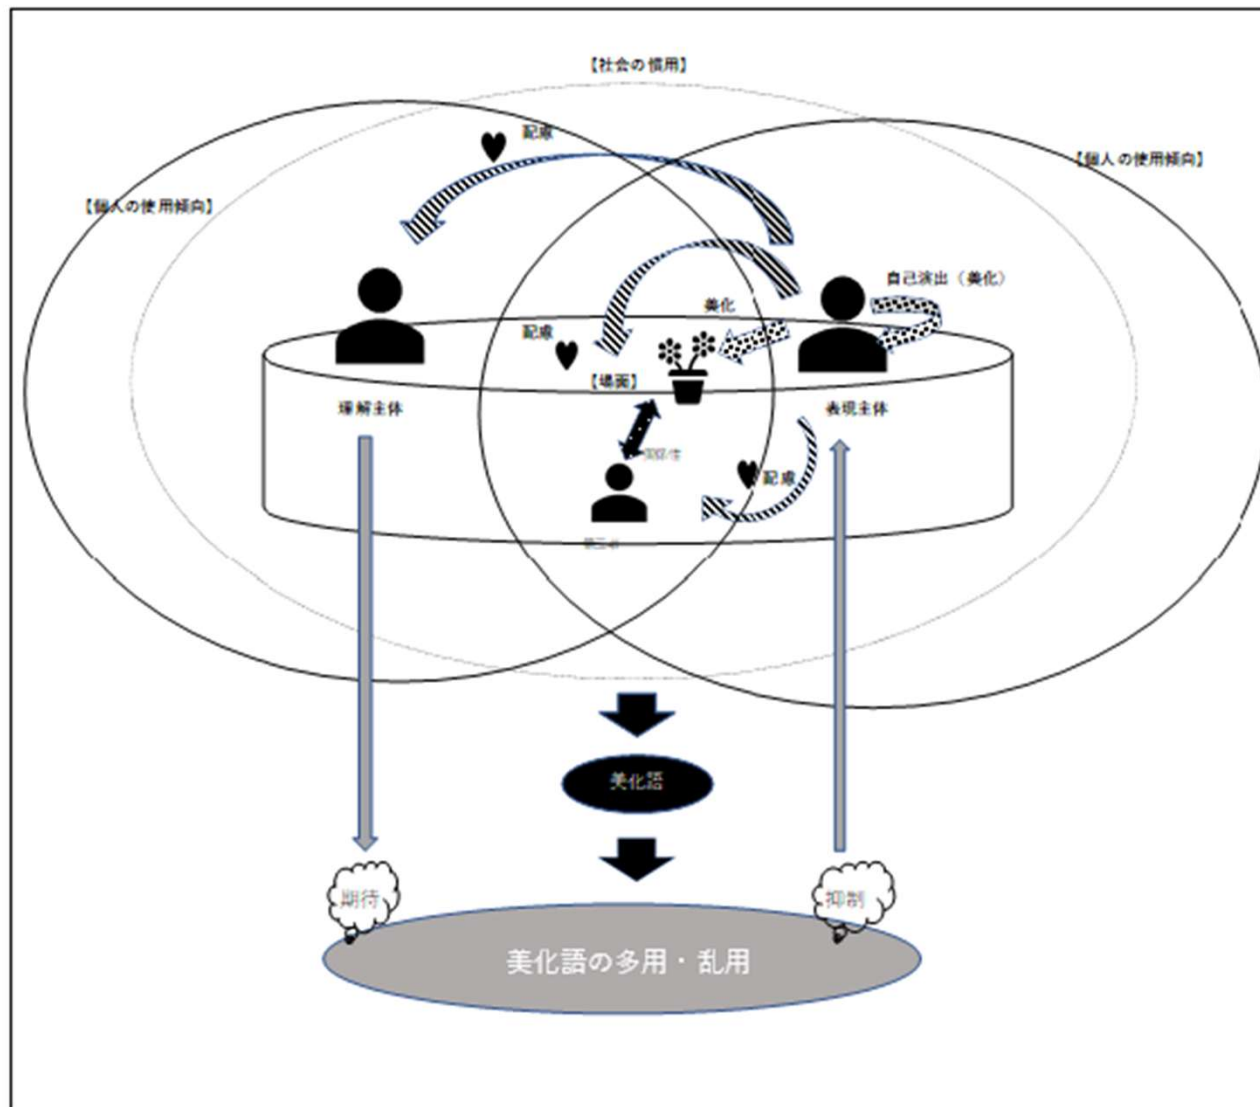 【社会の慣用】
配慮
【個人の使用傾向】
【個人の使用傾向】
自己演出（美化）
美化
配慮
【場面】
理解主体
表現主体
関係性
配慮
美化語
期待
抑制
美化語の多用・乱用